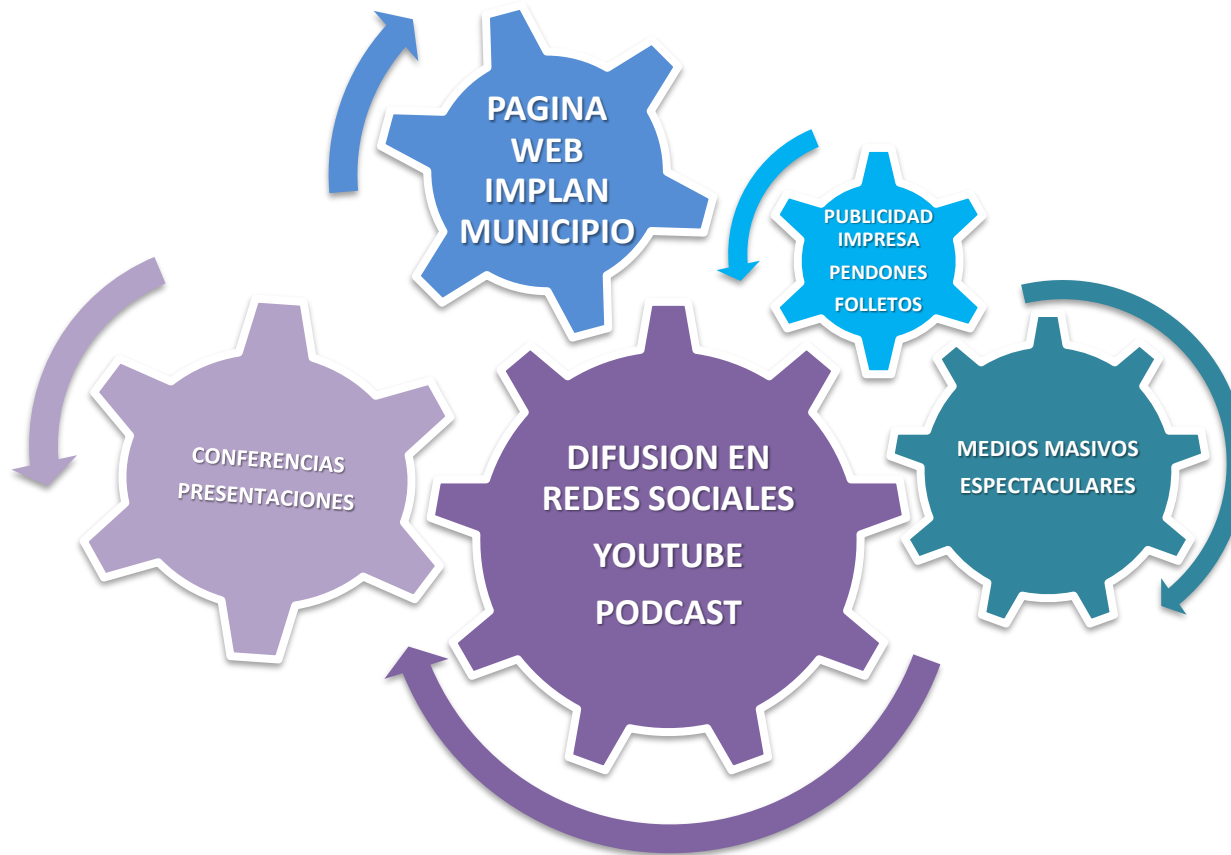 PAGINA
WEB
IMPLAN
MUNICIPIO
PUBLICIDAD
IMPRESA
PENDONES
FOLLETOS
CONFERENCIAS
PRESENTACIONES
DIFUSION EN
REDES SOCIALES
YOUTUBE
PODCAST
MEDIOS MASIVOS
ESPECTACULARES